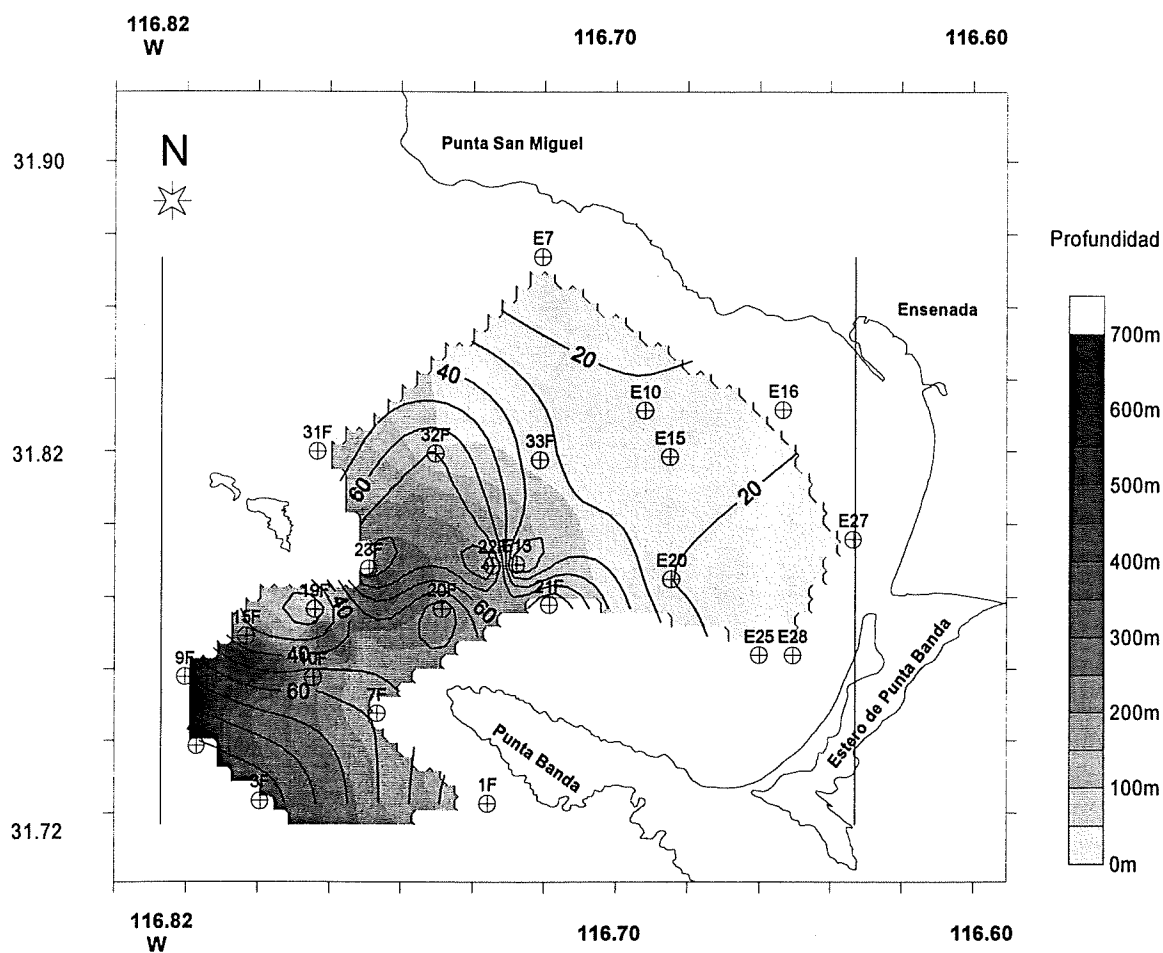 116.82
W
116.70
116.60
Punta San Miguel
31.90
N
Profundidad
E7
Ensenada
700m
20
40
E10
E16
600m
31.82
31F
32F
33F
E15
60
20
500m
E27
23F
22F
E20
400m
19F
40
20F
60
21F
15F
300m
40
10F
E25
E28
9F
60
7F
200m
Punta Banda
Estero de Punta Banda
100m
3F
1F
31.72
0m
116.82
W
116.70
116.60